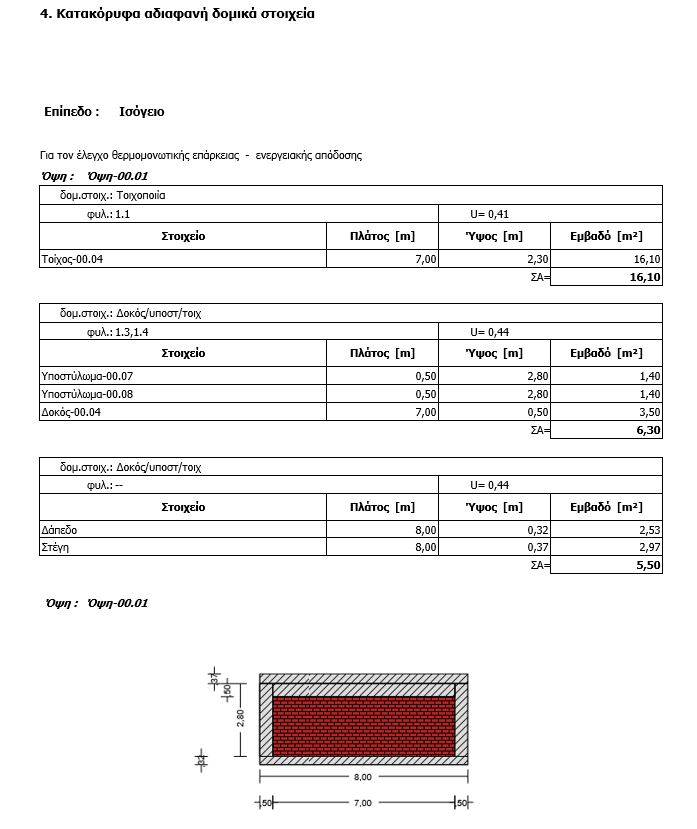 4. Κατακόρυφα αδιαφανή δομικά στοιχεία
Επίπεδο : Ισόγειο
Για τον έλεγχο θερμομονωτικής επάρκειας - ενεργειακής απόδοσης
Όψη : Όψη-00.01
δομ.στοιχ.: Τοιχοποιία
φυλ.: 1.1 U= 0,41
Στοιχείο Πλάτος [m] Ύψος [m] Εμβαδό [m²]
Τοίχος-00.04 7,00 2,30 16,10
ΣΑ= 16,10
δομ.στοιχ.: Δοκός/υποστ/τοιχ
φυλ.: 1.3,1.4 U= 0,44
Στοιχείο Πλάτος [m] Ύψος [m] Εμβαδό [m²]
Υποστύλωμα-00.07 0,50 2,80 1,40
Υποστύλωμα-00.08 0,50 2,80 1,40
Δοκός-00.04 7,00 0,50 3,50
ΣΑ= 6,30
δομ.στοιχ.: Δοκός/υποστ/τοιχ
φυλ.: -- U= 0,44
Στοιχείο Πλάτος [m] Ύψος [m] Εμβαδό [m²]
Δάπεδο 8,00 0,32 2,53
Στέγη 8,00 0,37 2,97
ΣΑ= 5,50
Όψη : Όψη-00.01
,37
,50
2,80
,32
8,00
,50 7,00 ,50